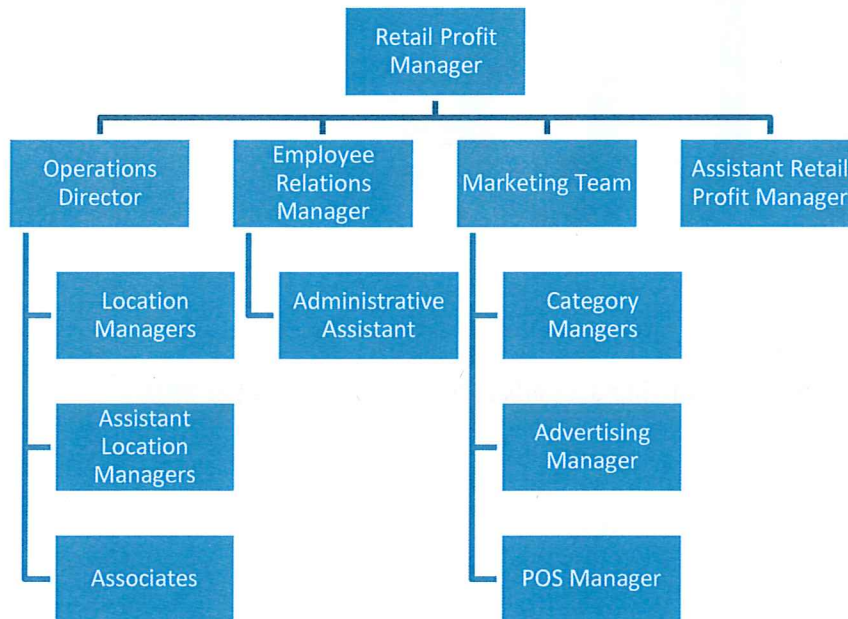 Retail Profit
Manager
Operations
Director
Employee
Relations
Manager
Marketing Team
Assistant Retail
Profit Manager
Location
Managers
Administrative
Assistant
Category
Mangers
Assistant
Location
Managers
Advertising
Manager
Associates
POS Manager